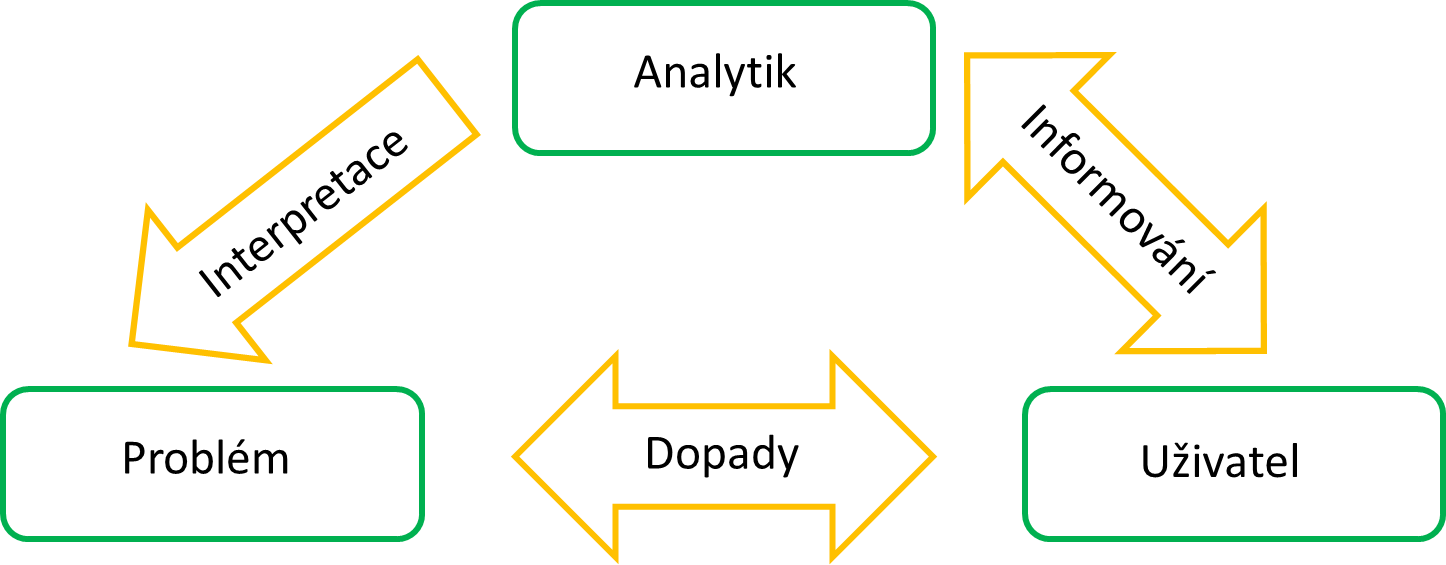 Analytik
Interpretace
Informování
Problém
Dopady
Uživatel